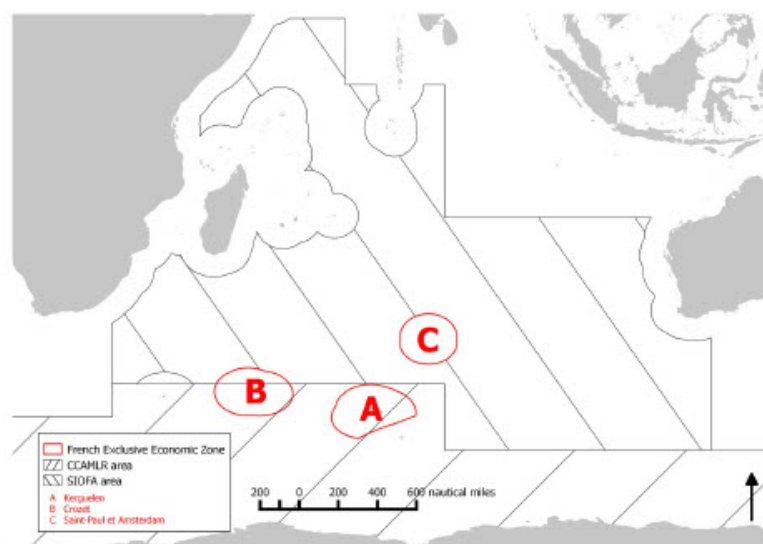 C
B
A
French Exclusive Economic Zone
CCAMLR area
SIOFA area
A Kerguelen
B Crozet
C Saint-Paul et Amsterdam
200 0 200 400 600 nautical miles